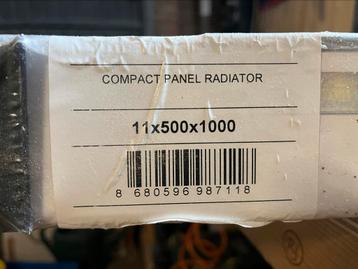 COMPACT PANEL RADIATOR
11x500x1000
8 680596 987118